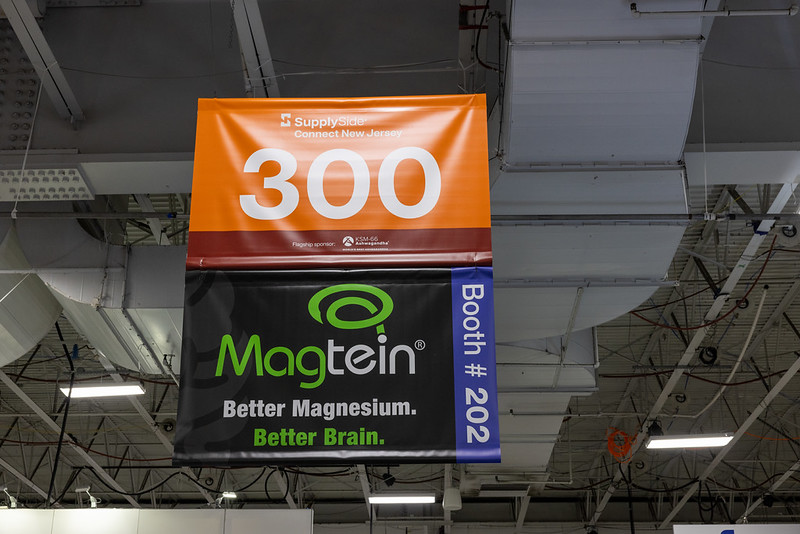 SupplySide
Connect New Jersey
300
Flagship sponsor:
KSM-66
Ashwagandha®
Magtein®
Better Magnesium.
Better Brain.
Booth # 202